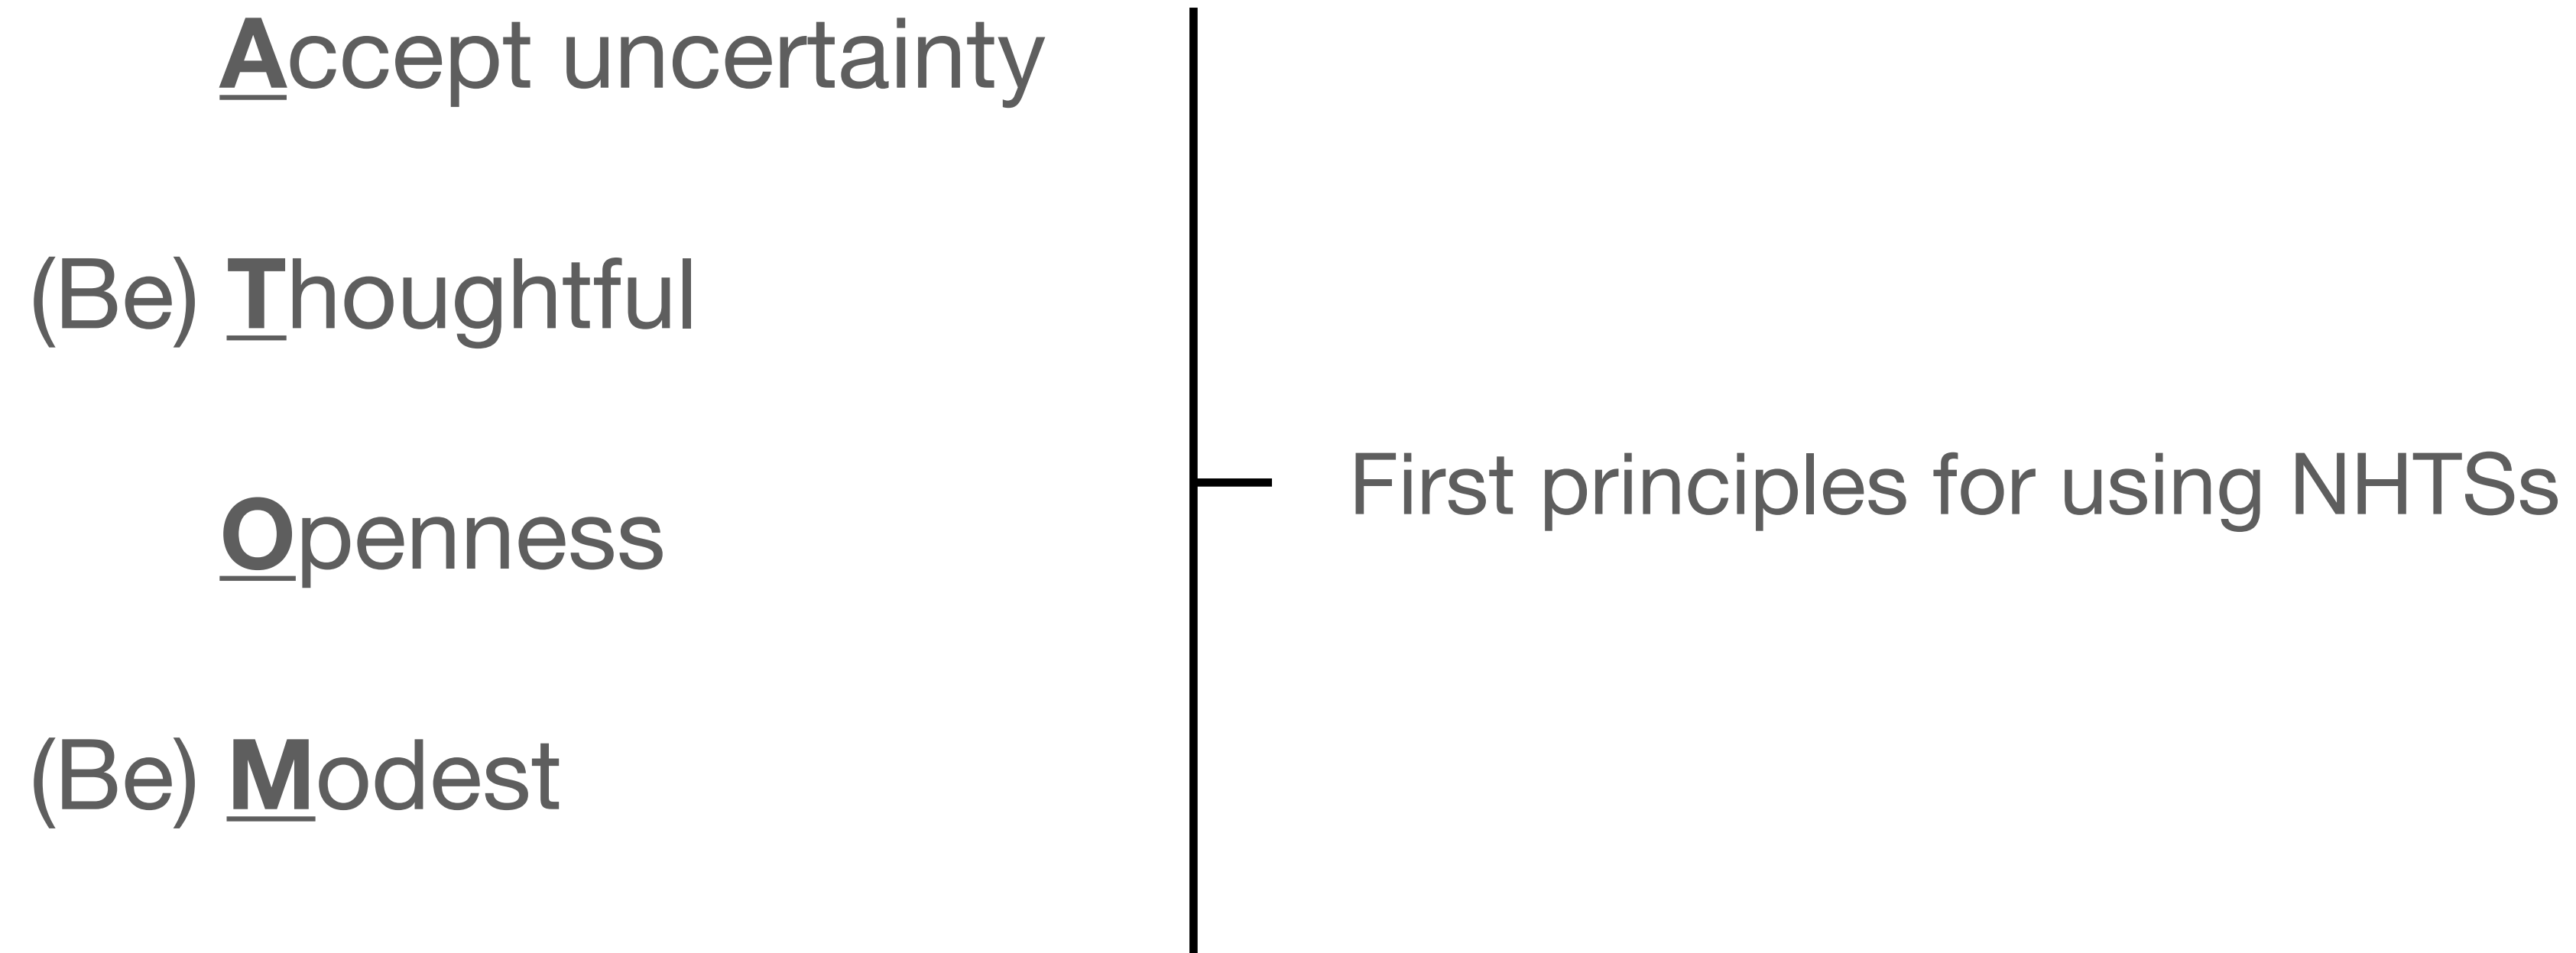 Accept uncertainty
(Be) Thoughtful
Openness
(Be) Modest
First principles for using NHTSs